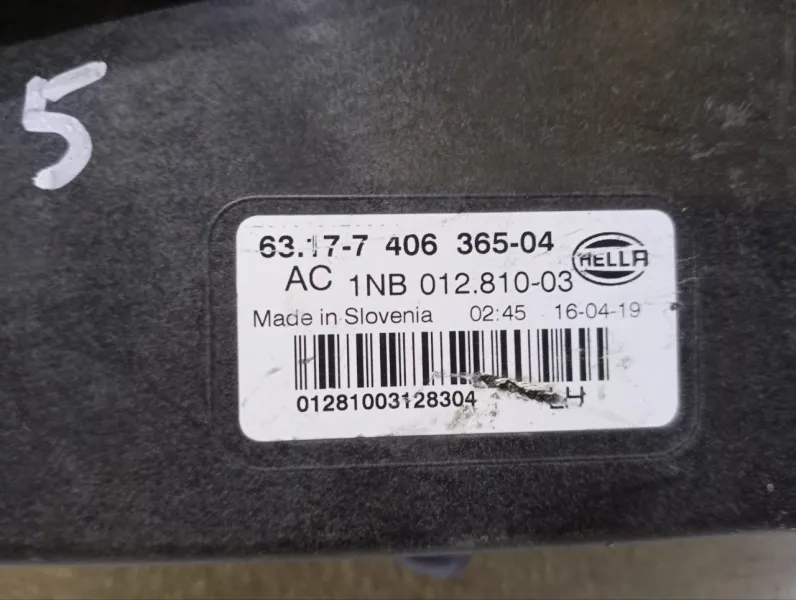 5
63.17-7 406 365-04
HELLA
AC 1NB 012.810-03
Made in Slovenia 02:45 16-04-19
01281003128304 LH